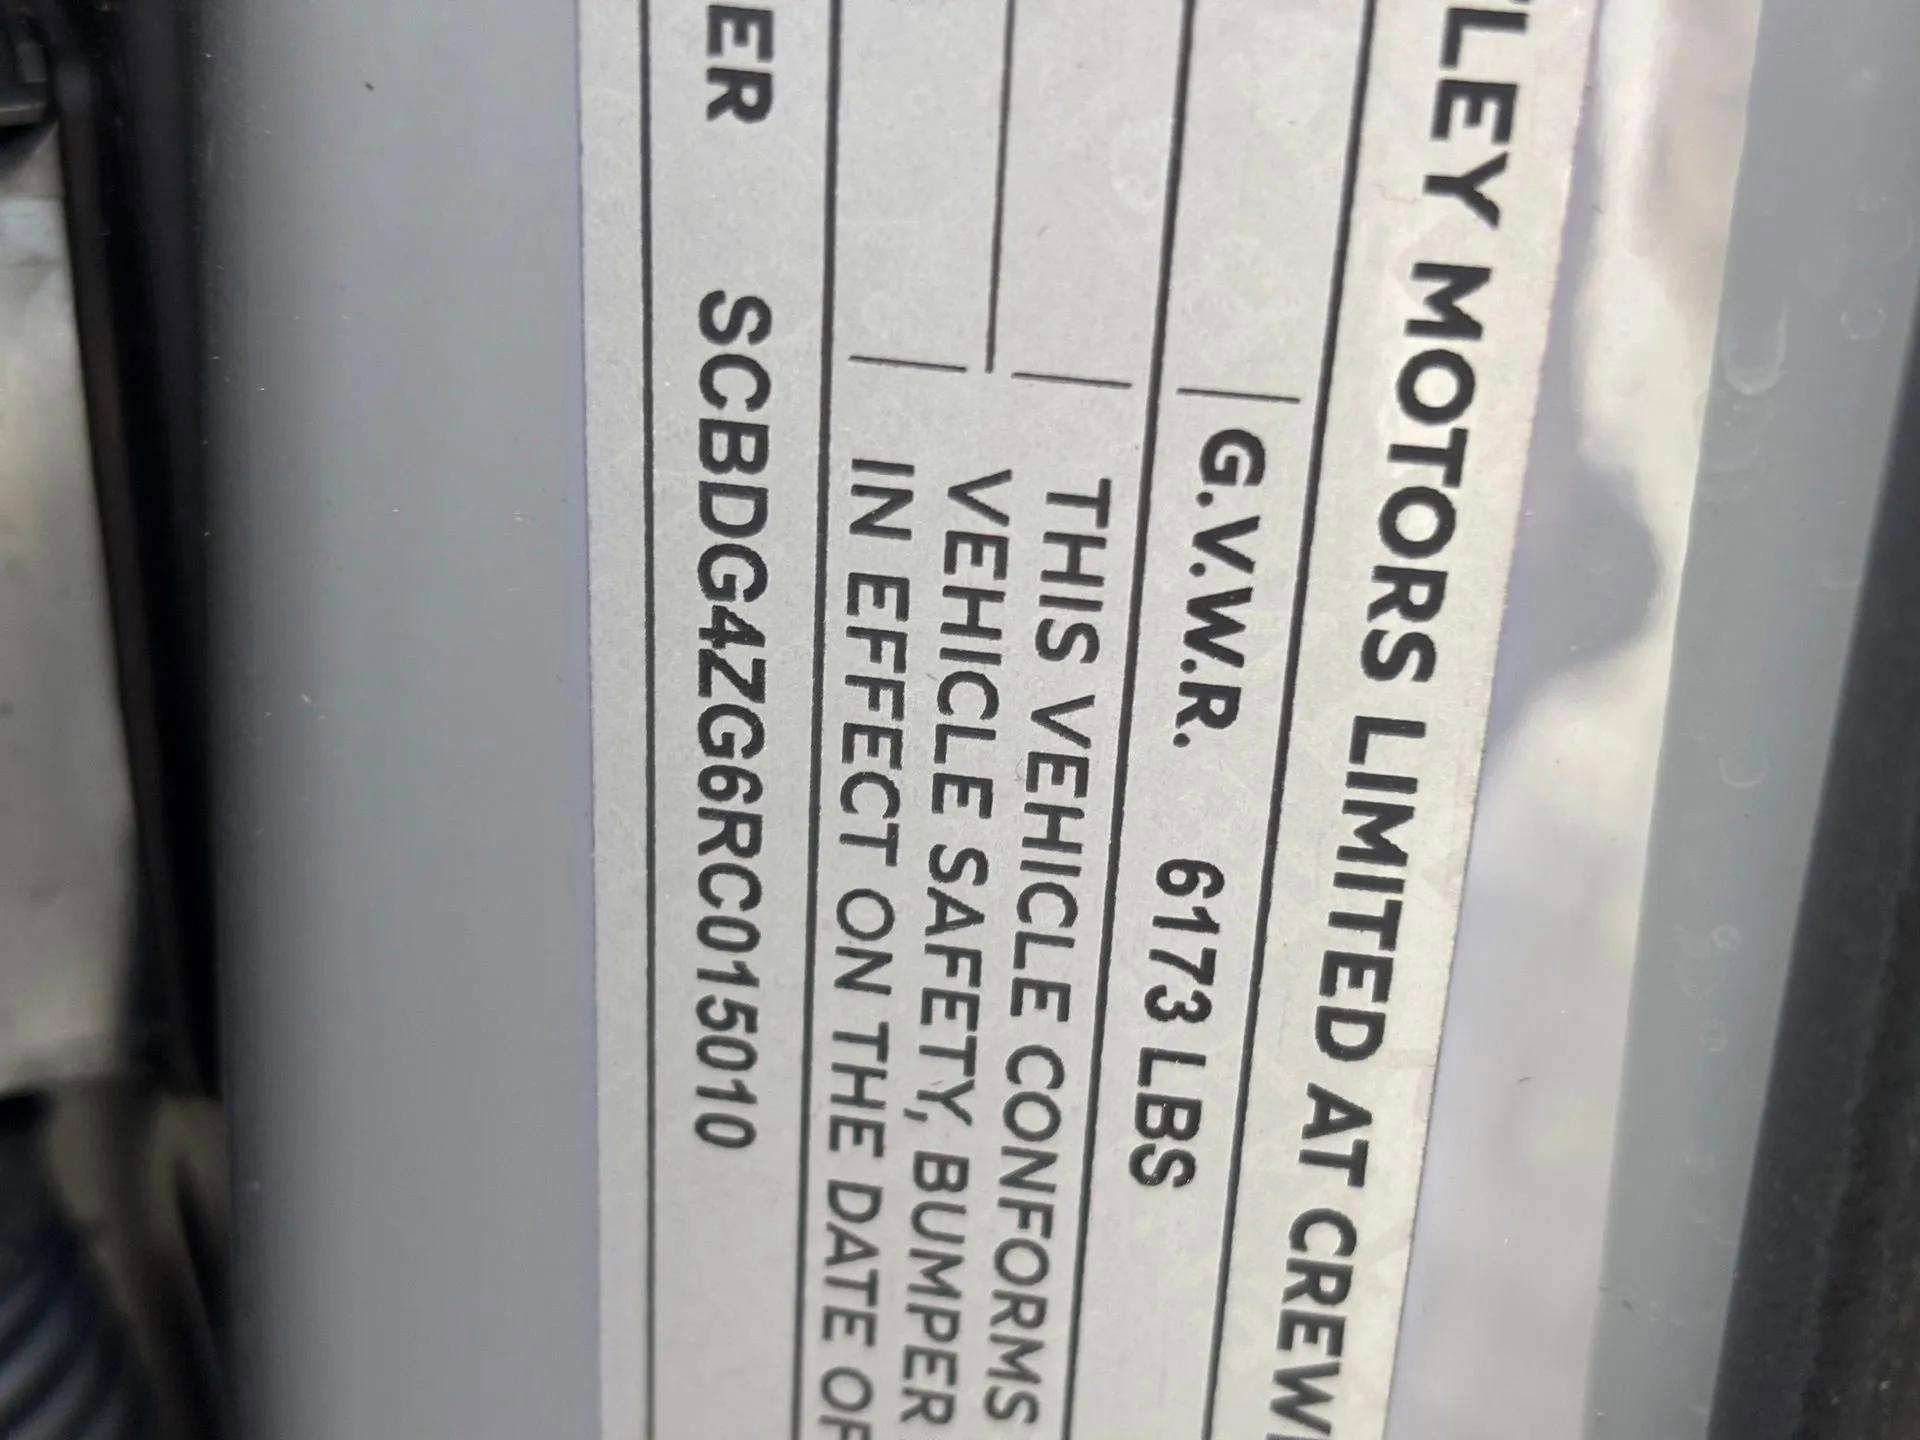 LEY MOTORS LIMITED AT CREW
G.V.W.R. 6173 LBS
THIS VEHICLE CONFORMS
VEHICLE SAFETY, BUMPER
IN EFFECT ON THE DATE OF
ER SCBDG4ZG6RC015010